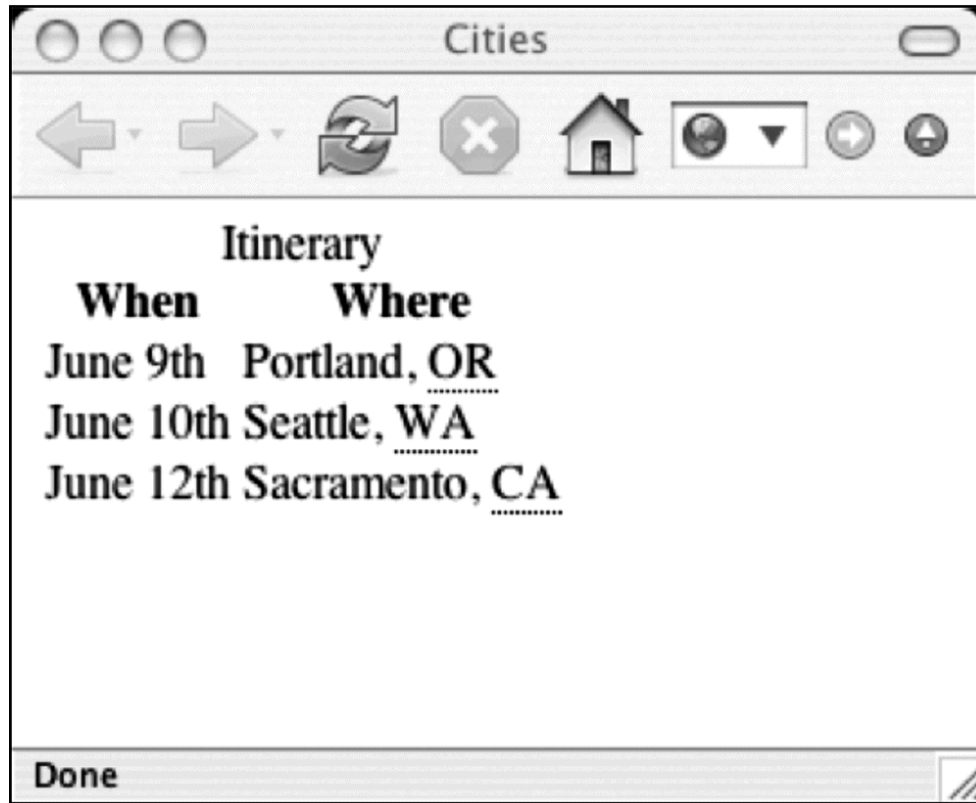 Cities
Itinerary
When Where
June 9th Portland, OR
June 10th Seattle, WA
June 12th Sacramento, CA
Done